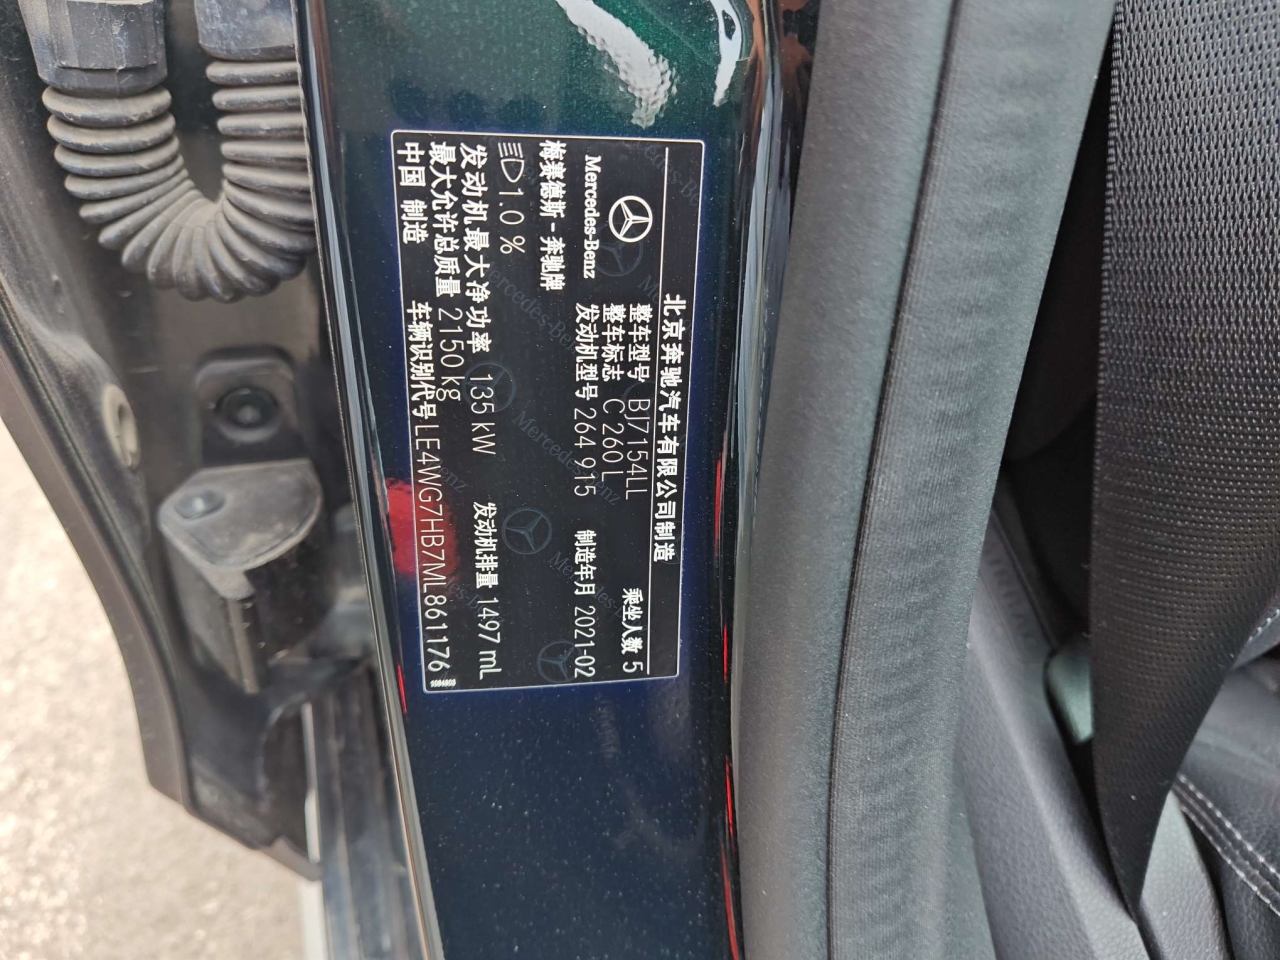 北京奔驰汽车有限公司制造
Mercedes-Benz
整车型号 BJ7154LL 乘坐人数 5
整车标志 C 260 L
梅赛德斯-奔驰牌 发动机型号 264 915 制造年月 2021-02
1.0 %
发动机最大净功率 135 kW 发动机排量 1497 mL
最大允许总质量 2150 kg
中国 制造 车辆识别代号 LE4WG7HB7ML861176